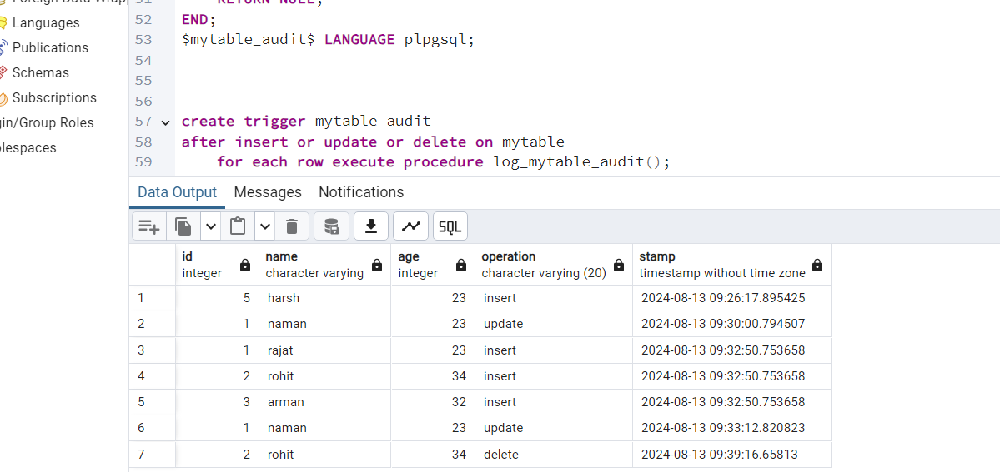 Languages
Publications
Schemas
Subscriptions
in/Group Roles
lespaces
51 RETURN NULL;
52 END;
53 $mytable_audit$ LANGUAGE plpgsql;
54
55
56
57 create trigger mytable_audit
58 after insert or update or delete on mytable
59 for each row execute procedure log_mytable_audit();
Data Output Messages Notifications
SQL
id name age operation stamp
integer character varying integer character varying (20) timestamp without time zone
1 5 harsh 23 insert 2024-08-13 09:26:17.895425
2 1 naman 23 update 2024-08-13 09:30:00.794507
3 1 rajat 23 insert 2024-08-13 09:32:50.753658
4 2 rohit 34 insert 2024-08-13 09:32:50.753658
5 3 arman 32 insert 2024-08-13 09:32:50.753658
6 1 naman 23 update 2024-08-13 09:33:12.820823
7 2 rohit 34 delete 2024-08-13 09:39:16.65813